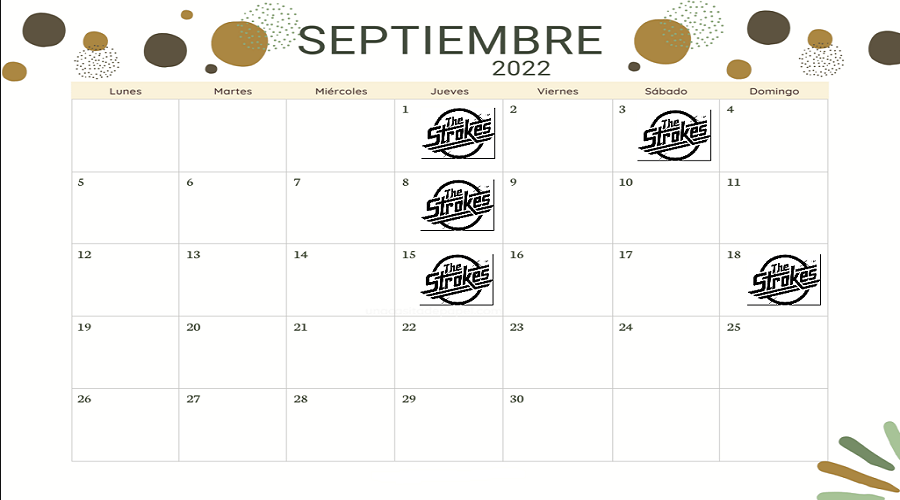 SEPTIEMBRE
2022
Lunes Martes Miércoles Jueves Viernes Sábado Domingo
1 The Strokes 2 3 The Strokes 4
5 6 7 8 The Strokes 9 10 11
12 13 14 15 The Strokes 16 17 18 The Strokes
19 20 21 22 23 24 25
26 27 28 29 30